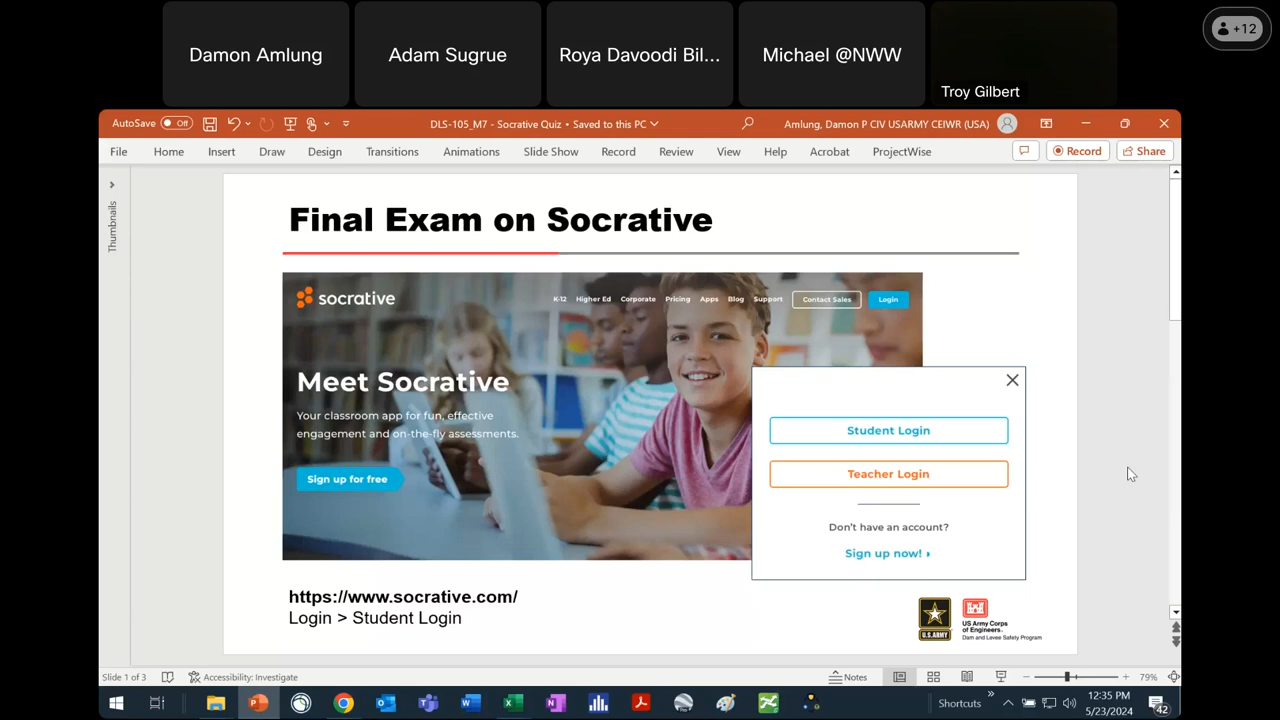 Damon Amlung
Adam Sugrue
Roya Davoodi Bil...
Michael @NWW
Troy Gilbert
+12
AutoSave Off
DLS-105_M7 - Socrative Quiz • Saved to this PC
Amlung, Damon P CIV USARMY CEIWR (USA)
File Home Insert Draw Design Transitions Animations Slide Show Record Review View Help Acrobat ProjectWise Record Share
Thumbnails
Final Exam on Socrative
socrative
K-12 Higher Ed Corporate Pricing Apps Blog Support Contact Sales Login
Meet Socrative
Your classroom app for fun, effective
engagement and on-the-fly assessments.
Sign up for free
Student Login
Teacher Login
Don't have an account?
Sign up now!
https://www.socrative.com/
Login > Student Login
U.S. ARMY
US Army Corps
of Engineers®
Dam and Levee Safety Program
Slide 1 of 3 Accessibility: Investigate Notes 79%
Shortcuts
12:35 PM
5/23/2024
42